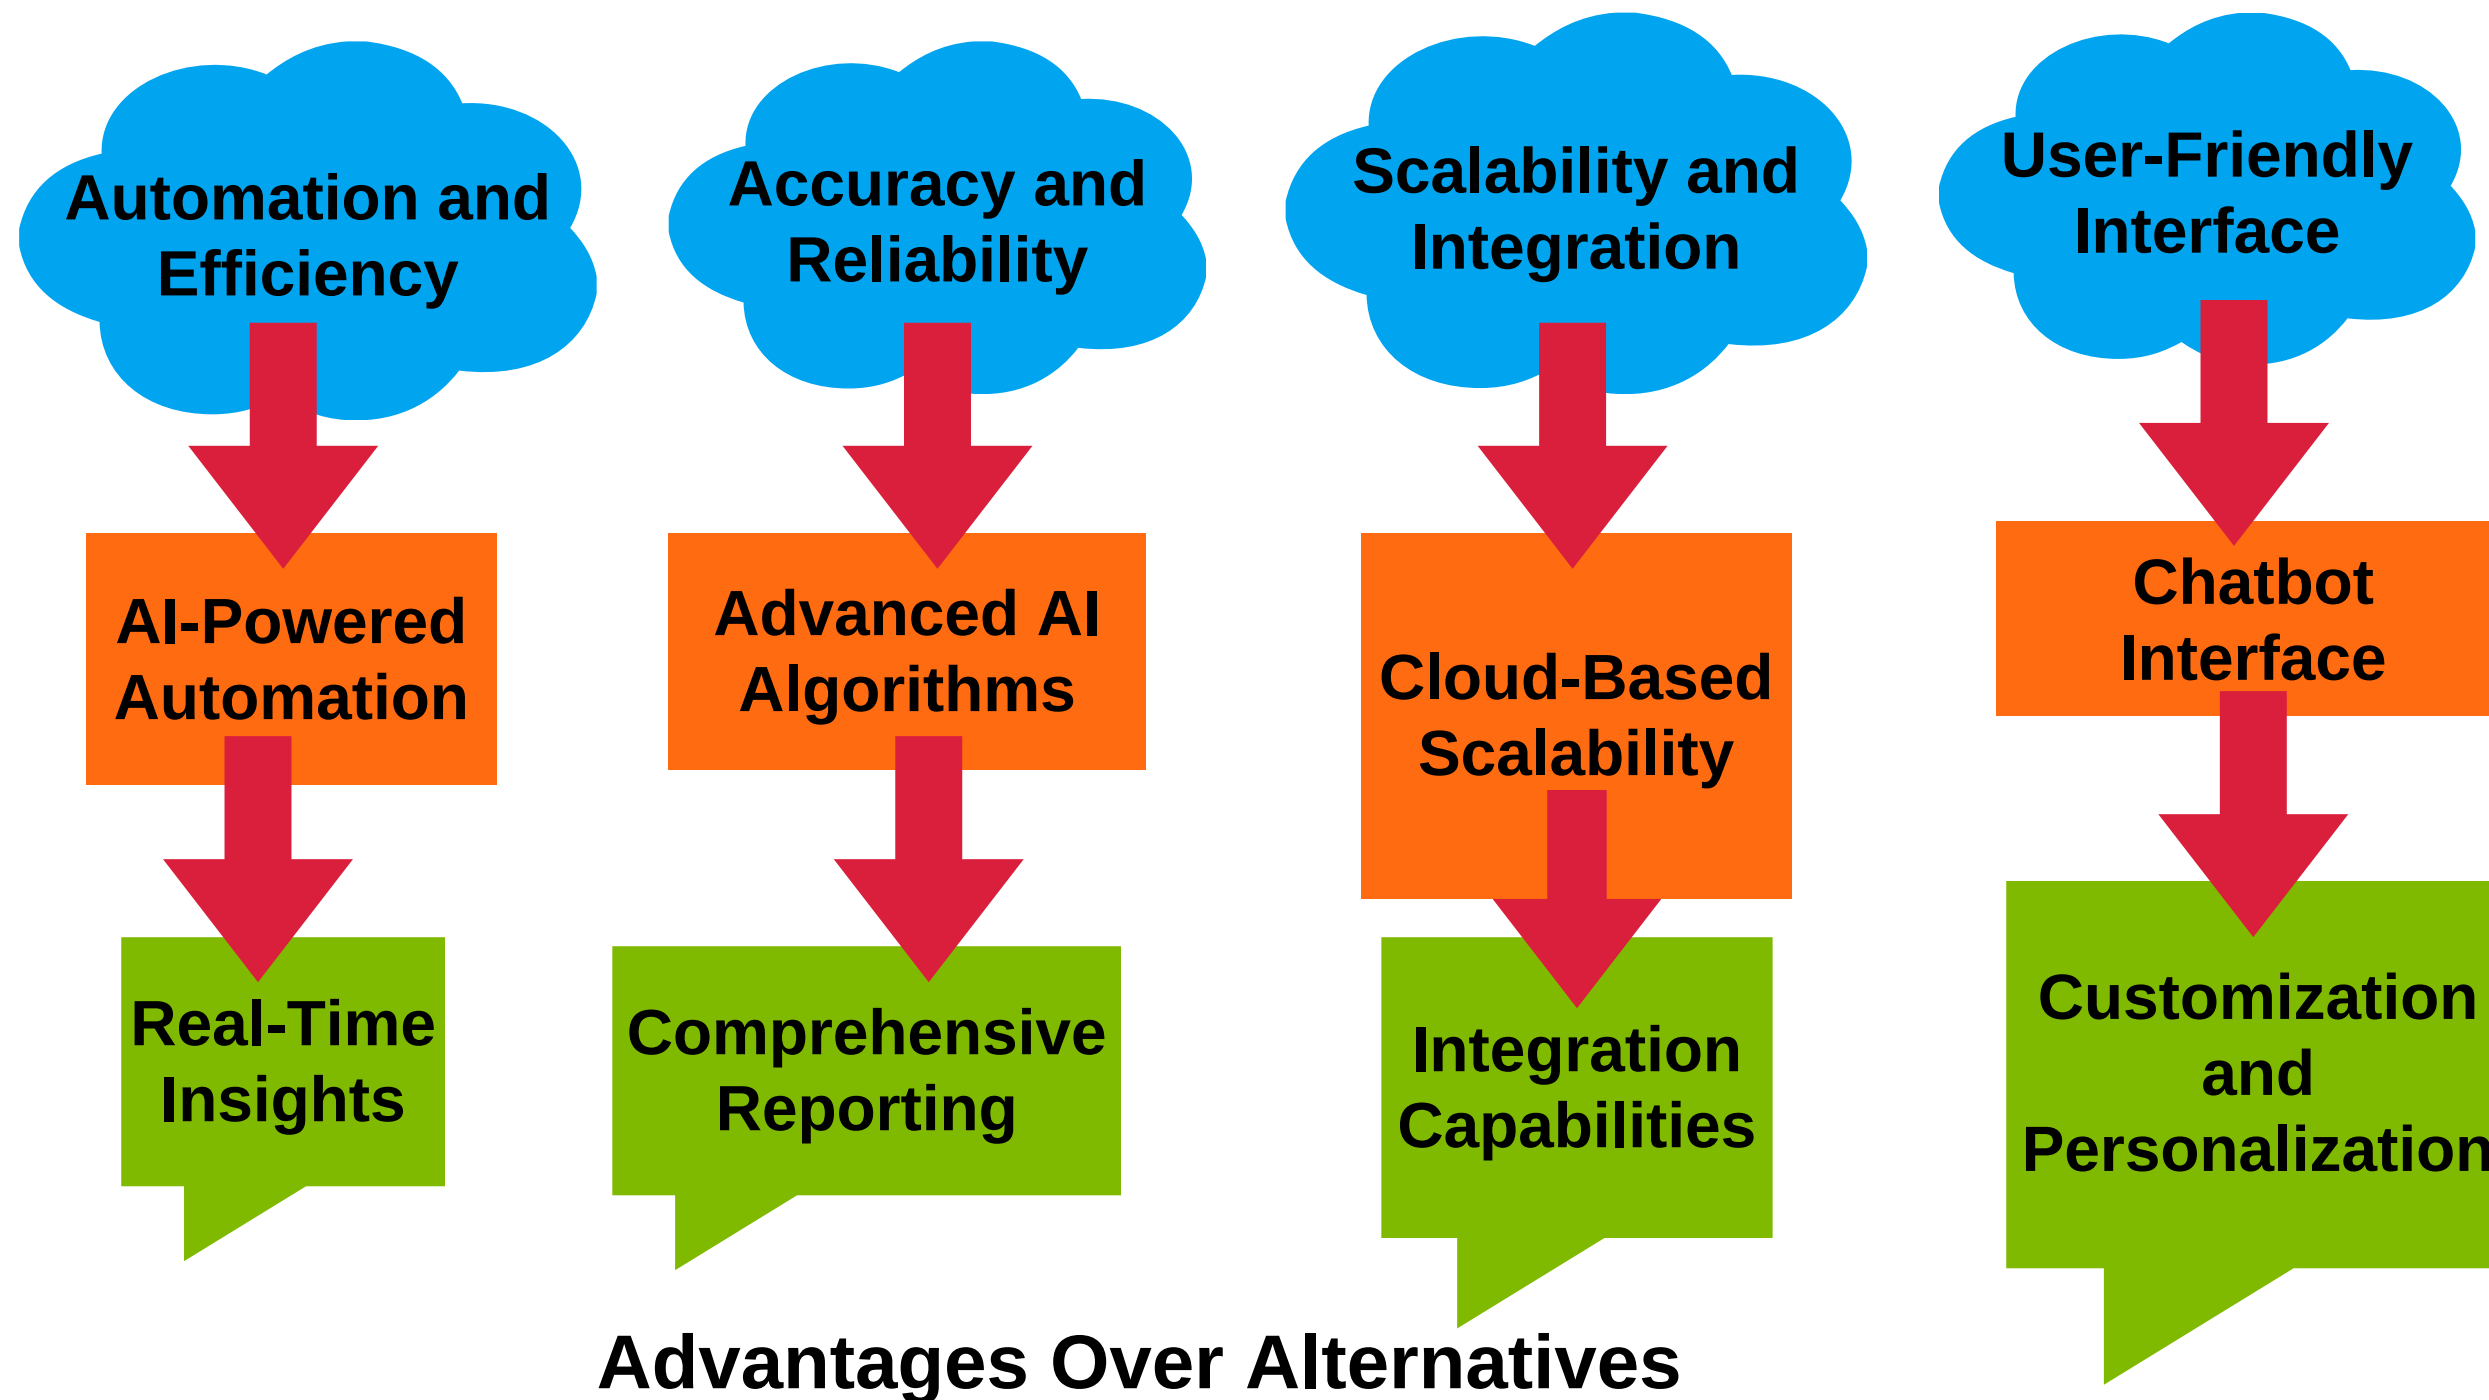 Automation and
Efficiency
AI-Powered
Automation
Real-Time
Insights
Accuracy and
Reliability
Advanced AI
Algorithms
Comprehensive
Reporting
Scalability and
Integration
Cloud-Based
Scalability
Integration
Capabilities
User-Friendly
Interface
Chatbot
Interface
Customization
and
Personalization
Advantages Over Alternatives